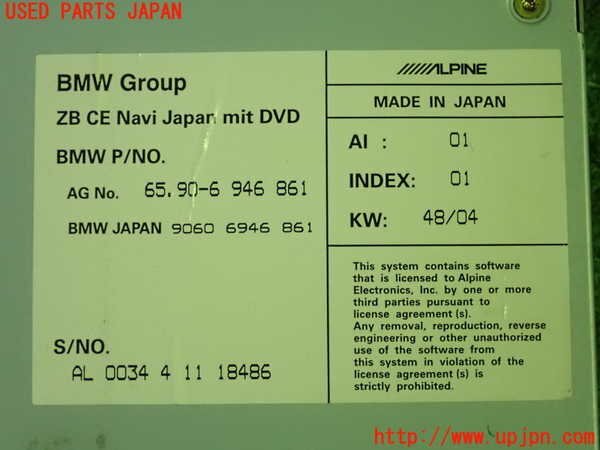 USED PARTS JAPAN
BMW Group
ZB CE Navi Japan mit DVD
BMW P/NO.
AG No. 65.90-6 946 861
BMW JAPAN 9060 6946 861
S/NO.
AL 0034 4 11 18486
ALPINE
MADE IN JAPAN
AI : 01
INDEX: 01
KW: 48/04
This system contains software
that is licensed to Alpine
Electronics, Inc. by one or more
third parties pursuant to
license agreement (s).
Any removal, reproduction, reverse
engineering or other unauthorized
use of the software from
this system in violation of the
license agreement (s) is
strictly prohibited.
http://www.upjpn.com/